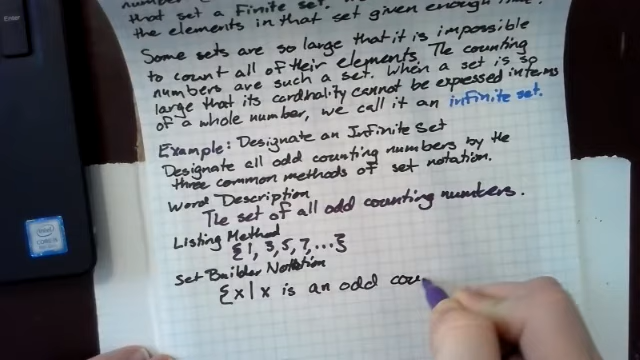 Enter
number
that set a Finite set.
the elements in that set given enough time.
Some sets are so large that it is impossible
to count all of their elements. The counting
numbers are such a set. When a set is so
large that its cardinality cannot be expressed in terms
of a whole number, we call it an infinite set.
Example: Designate an Infinite Set
Designate all odd counting numbers by the
three common methods of set notation.
Word Description
The set of all odd counting numbers.
Listing Method
{1, 3, 5, 7, ...}
Set Builder Notation
{x | x is an odd cou
intel